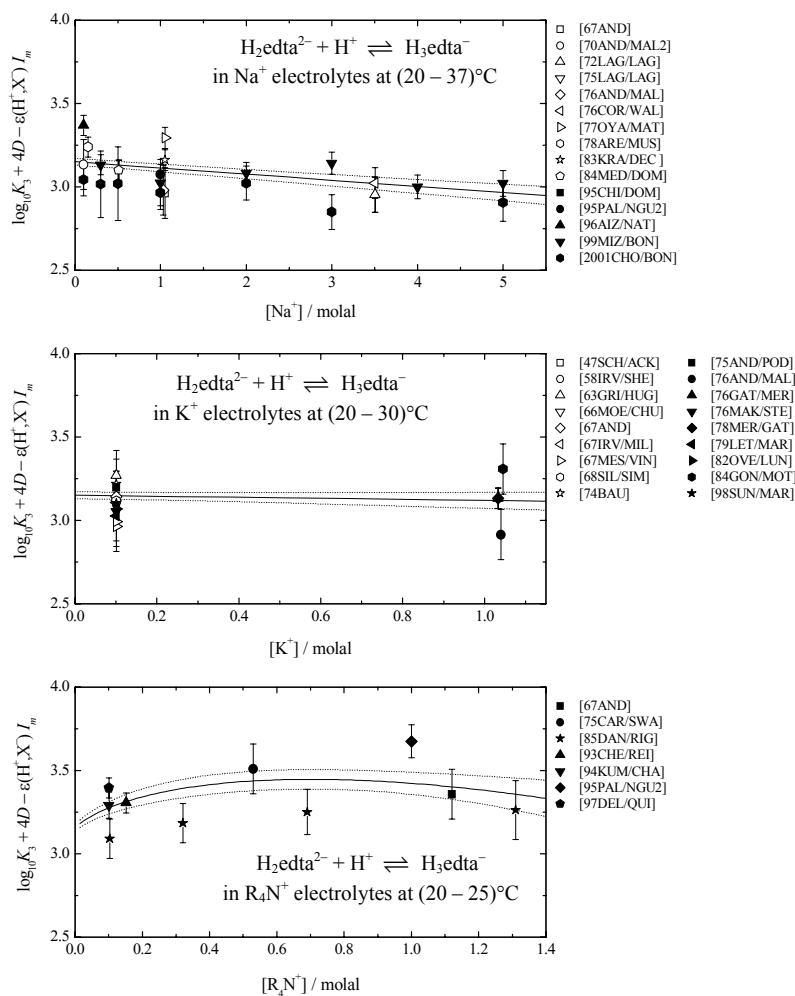 log₁₀K₃ + 4D – ε(H⁺,X⁻) Iₘ
4.0
3.5
3.0
2.5
H₂edta²⁻ + H⁺ ⇌ H₃edta⁻
in Na⁺ electrolytes at (20 – 37)°C
0 1 2 3 4 5
[Na⁺] / molal
[67AND]
[70AND/MAL2]
[72LAG/LAG]
[75LAG/LAG]
[76AND/MAL]
[76COR/WAL]
[77OYA/MAT]
[78ARE/MUS]
[83KRA/DEC]
[84MED/DOM]
[95CHI/DOM]
[95PAL/NGU2]
[96AIZ/NAT]
[99MIZ/BON]
[2001CHO/BON]
log₁₀K₃ + 4D – ε(H⁺,X⁻) Iₘ
4.0
3.5
3.0
2.5
H₂edta²⁻ + H⁺ ⇌ H₃edta⁻
in K⁺ electrolytes at (20 – 30)°C
0.0 0.2 0.4 0.6 0.8 1.0
[K⁺] / molal
[47SCH/ACK] [75AND/POD]
[58IRV/SHE] [76AND/MAL]
[63GRI/HUG] [76GAT/MER]
[66MOE/CHU] [76MAK/STE]
[67AND] [78MER/GAT]
[67IRV/MIL] [79LET/MAR]
[67MES/VIN] [82OVE/LUN]
[68SIL/SIM] [84GON/MOT]
[74BAU] [98SUN/MAR]
log₁₀K₃ + 4D – ε(H⁺,X⁻) Iₘ
4.0
3.5
3.0
2.5
H₂edta²⁻ + H⁺ ⇌ H₃edta⁻
in R₄N⁺ electrolytes at (20 – 25)°C
0.0 0.2 0.4 0.6 0.8 1.0 1.2 1.4
[R₄N⁺] / molal
[67AND]
[75CAR/SWA]
[85DAN/RIG]
[93CHE/REI]
[94KUM/CHA]
[95PAL/NGU2]
[97DEL/QUI]